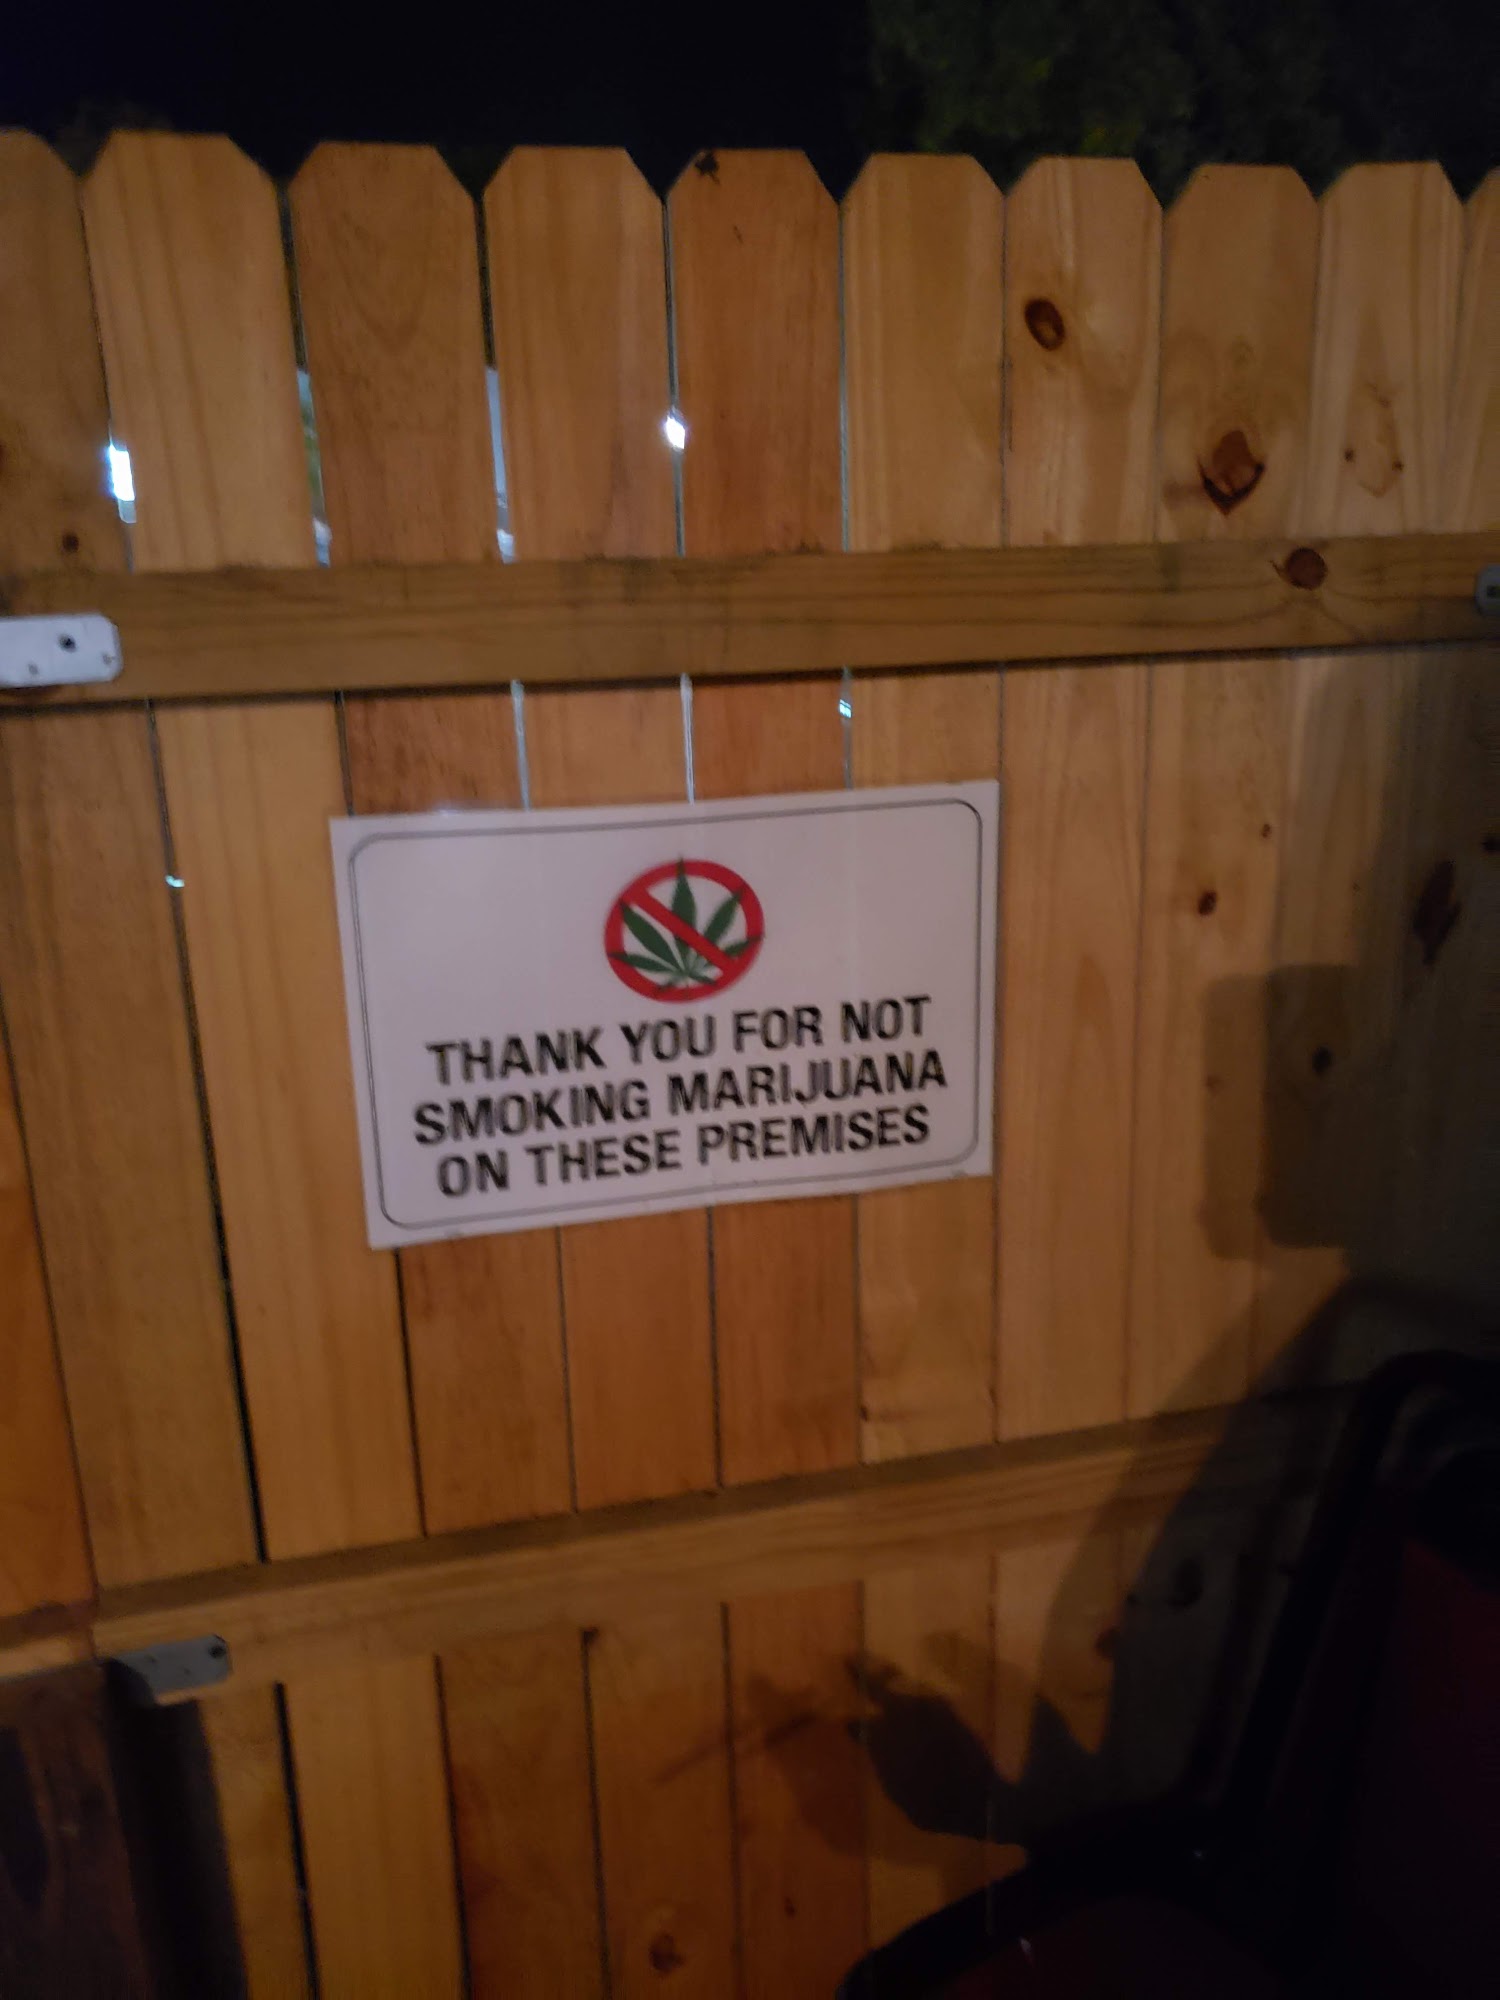 THANK YOU FOR NOT
SMOKING MARIJUANA
ON THESE PREMISES